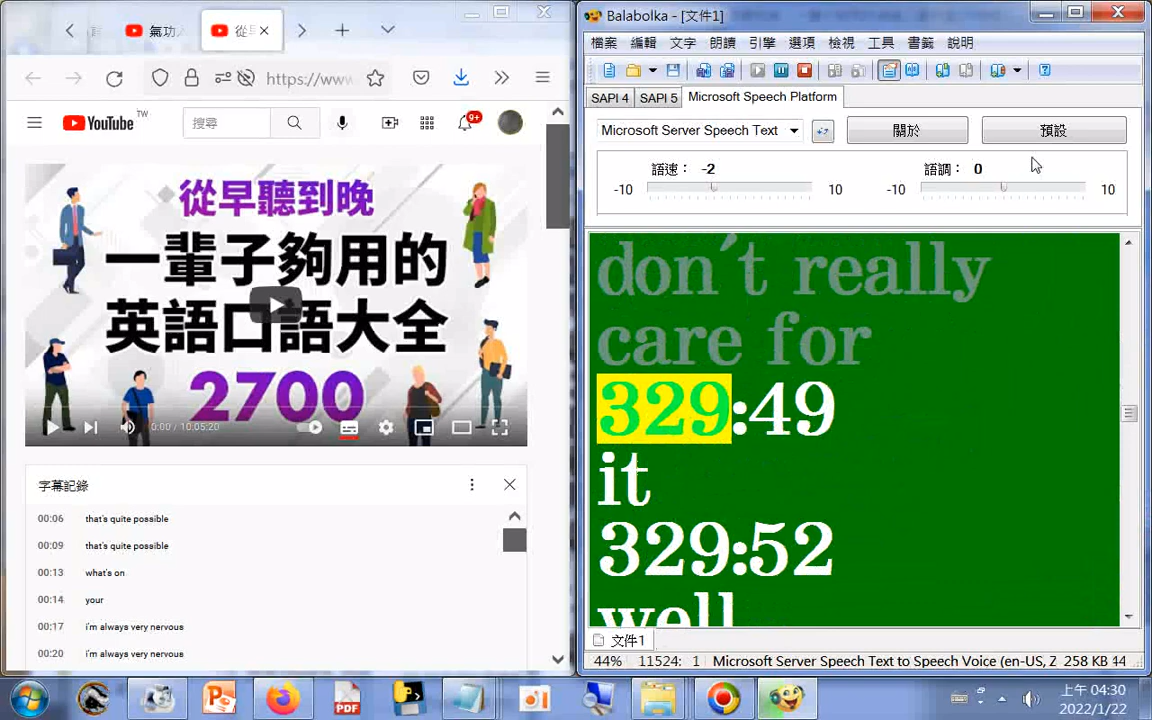 氣功
從
https://www
YouTube TW
搜尋
9+
從早聽到晚
一輩子夠用的
英語口語大全
2700
0:00 / 10:05:20
字幕記錄
00:06 that's quite possible
00:09 that's quite possible
00:13 what's on
00:14 your
00:17 i'm always very nervous
00:20 i'm always very nervous
Balabolka - [文件1]
檔案 編輯 文字 朗讀 引擎 選項 檢視 工具 書籤 說明
SAPI 4 SAPI 5 Microsoft Speech Platform
Microsoft Server Speech Text 關於 預設
語速： -2 語調： 0
-10 10 -10 10
don't really
care for
329:49
it
329:52
well
文件1
44% 11524: 1 Microsoft Server Speech Text to Speech Voice (en-US, Z 258 KB 44
PDF
上午 04:30
2022/1/22